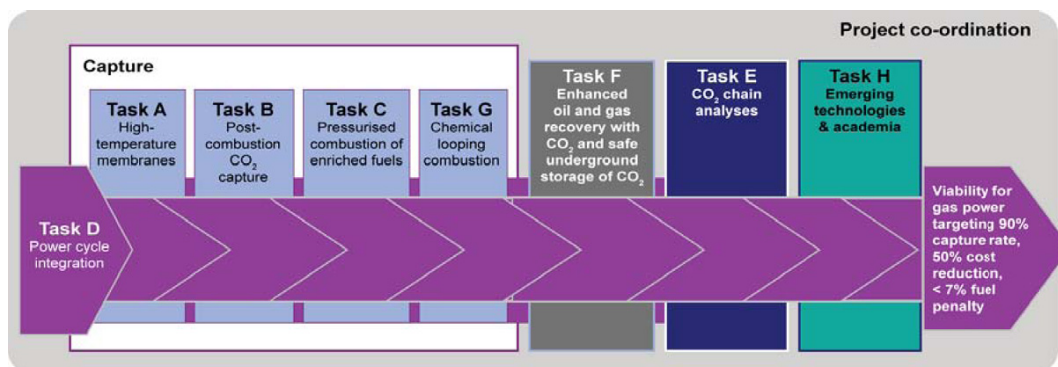 Project co-ordination
Capture
Task A
High-
temperature
membranes
Task B
Post-
combustion
CO₂
capture
Task C
Pressurised
combustion of
enriched fuels
Task G
Chemical
looping
combustion
Task F
Enhanced
oil and gas
recovery with
CO₂ and safe
underground
storage of CO₂
Task E
CO₂ chain
analyses
Task H
Emerging
technologies
& academia
Task D
Power cycle
integration
Viability for
gas power
targeting 90%
capture rate,
50% cost
reduction,
< 7% fuel
penalty